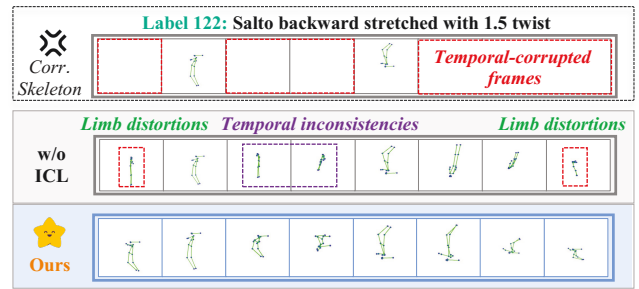 Label 122: Salto backward stretched with 1.5 twist
Corr.
Skeleton
Temporal-corrupted
frames
Limb distortions Temporal inconsistencies Limb distortions
w/o
ICL
Ours